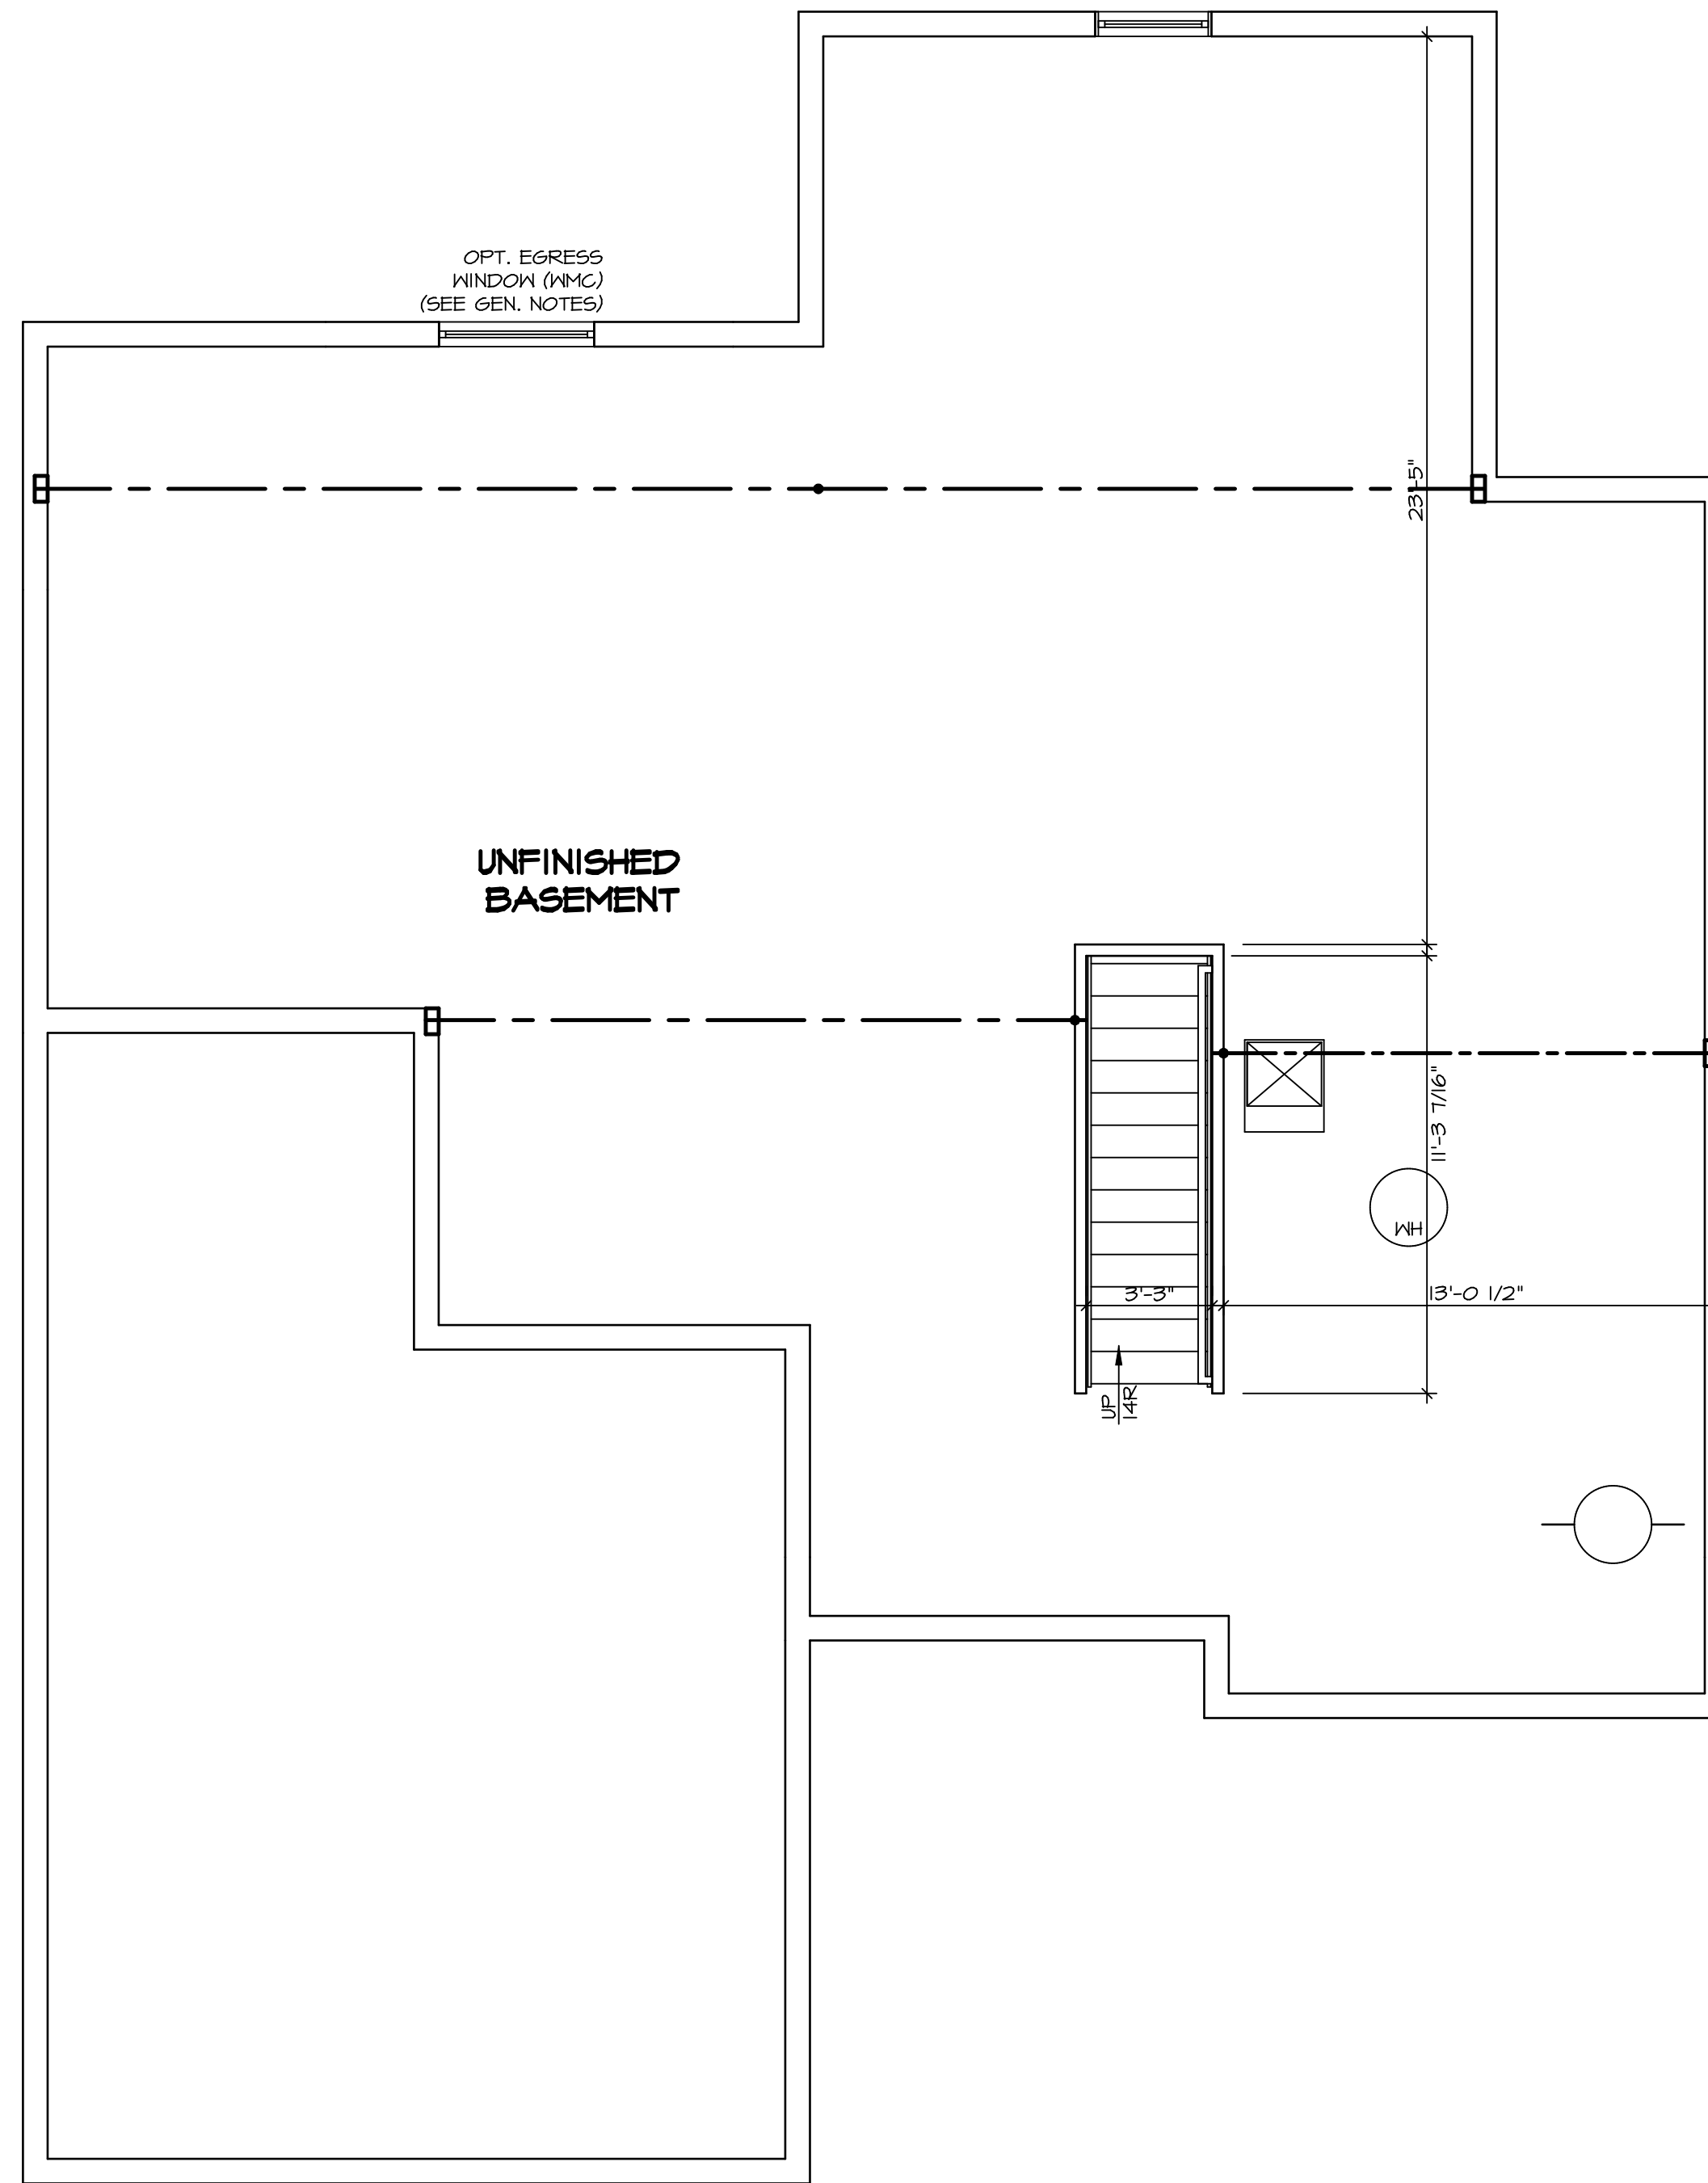 OPT. EGRESS
WINDOW (WMC)
(SEE GEN. NOTES)
23'-5"
UNFINISHED
BASEMENT
11'-3 7/16"
WH
3'-3"
13'-0 1/2"
UP
14R